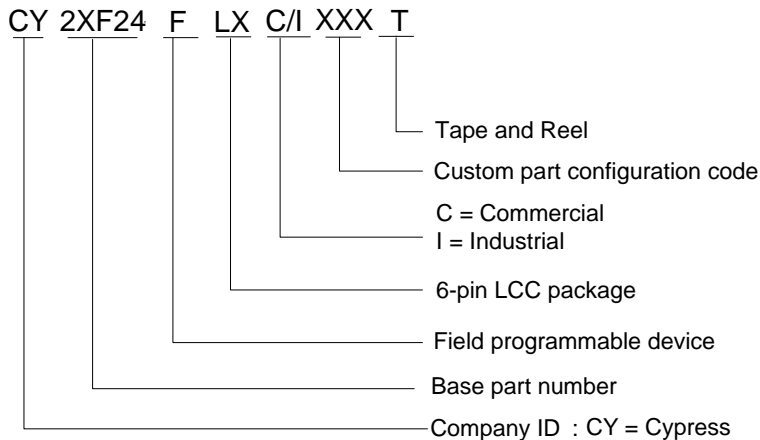 CY 2XF24 F LX C/I XXX T
Tape and Reel
Custom part configuration code
C = Commercial
I = Industrial
6-pin LCC package
Field programmable device
Base part number
Company ID : CY = Cypress